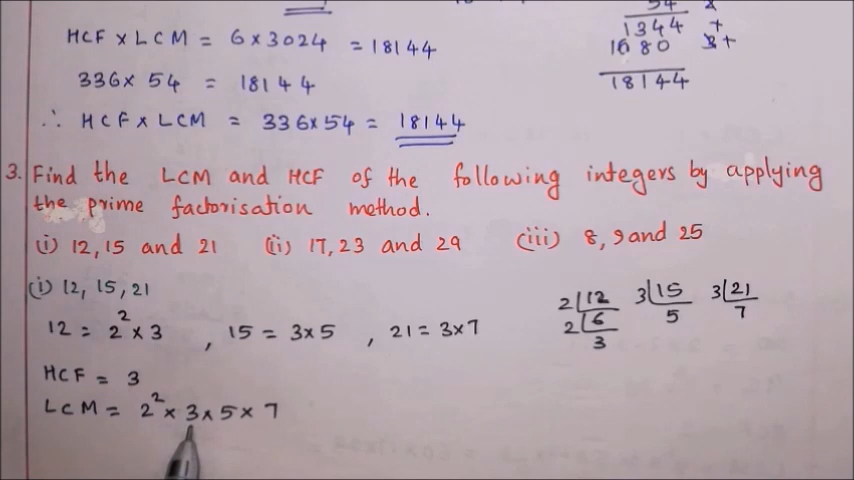 54 x
1344 +
HCF x LCM = 6 x 3024 = 18144
1680 +
336 x 54 = 18144
18144
∴ HCF x LCM = 336 x 54 = 18144
3. Find the LCM and HCF of the following integers by applying
the prime factorisation method.
(i) 12, 15 and 21 (ii) 17, 23 and 29 (iii) 8, 9 and 25
(i) 12, 15, 21
2|12 3|15 3|21
2|6 5 7
3
12 = 2² x 3 , 15 = 3 x 5 , 21 = 3 x 7
HCF = 3
LCM = 2² x 3 x 5 x 7